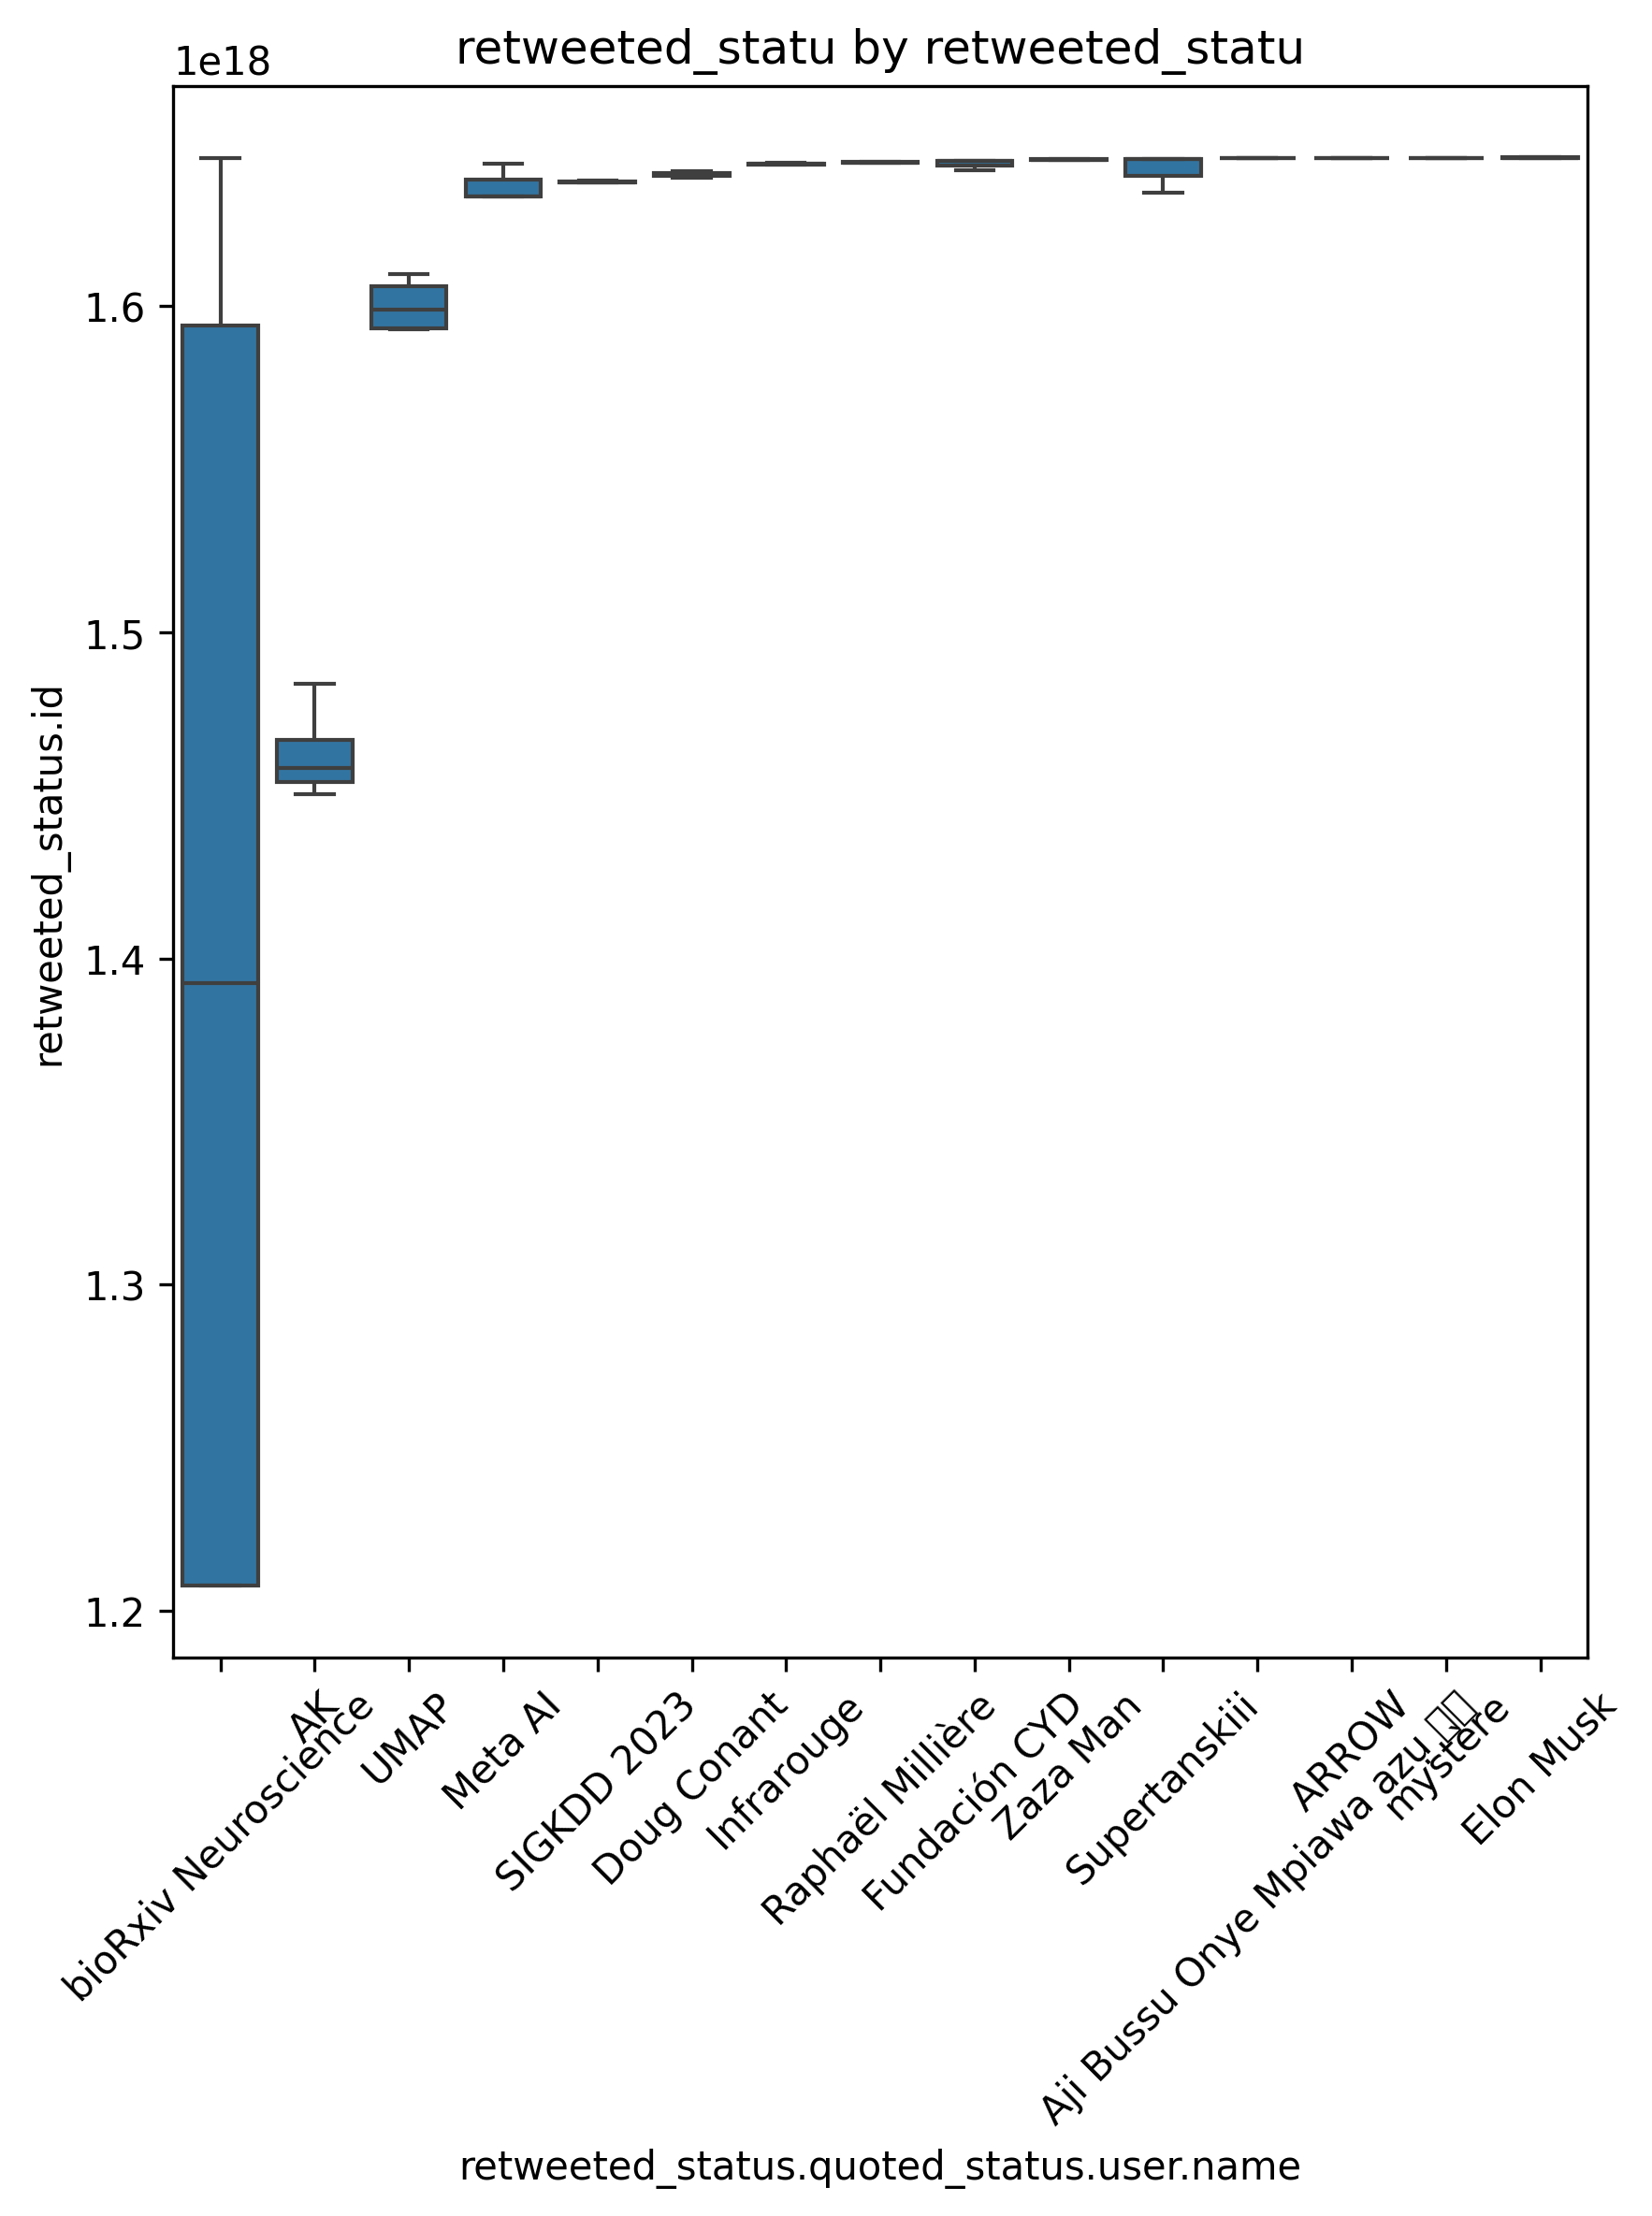 retweeted_statu by retweeted_statu
1e18
1.6
1.5
1.4
1.3
1.2
retweeted_status.id
bioRxiv Neuroscience
AK
UMAP
Meta AI
SIGKDD 2023
Doug Conant
Infrarouge
Raphaël Millière
Fundación CYD
Zaza Man
Supertanskiii
Aji Bussu Onye Mpiawa azu
ARROW
mystère
Elon Musk
retweeted_status.quoted_status.user.name